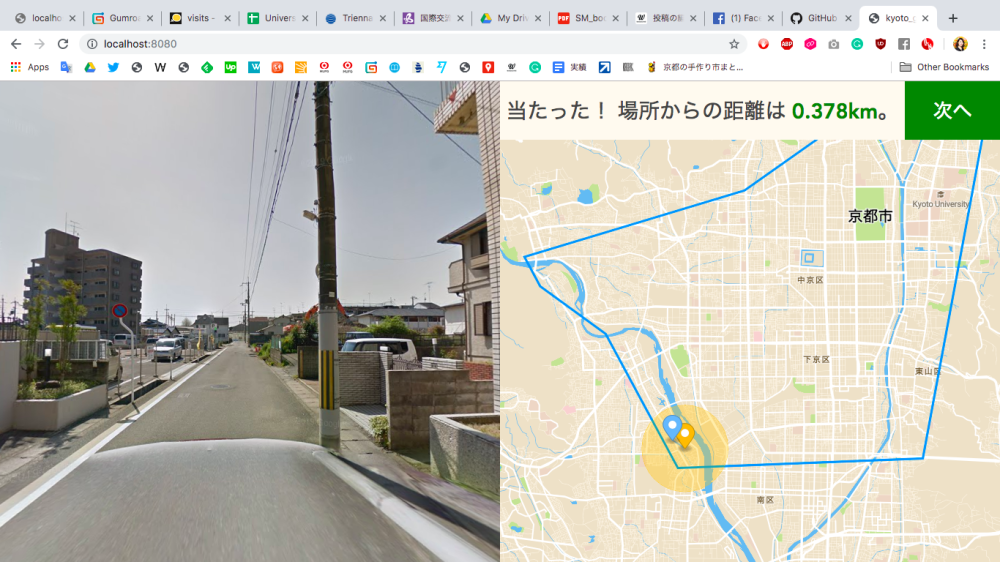 localho
Gumro
visits -
Univers
Trienna
国際交流
My Driv
SM_boo
投稿の編
(1) Face
GitHub
kyoto_g
localhost:8080
Apps
実績
京都の手作り市まと...
Other Bookmarks
当たった！ 場所からの距離は 0.378km。
次へ
Kyoto University
京都市
中京区
下京区
東山区
南区